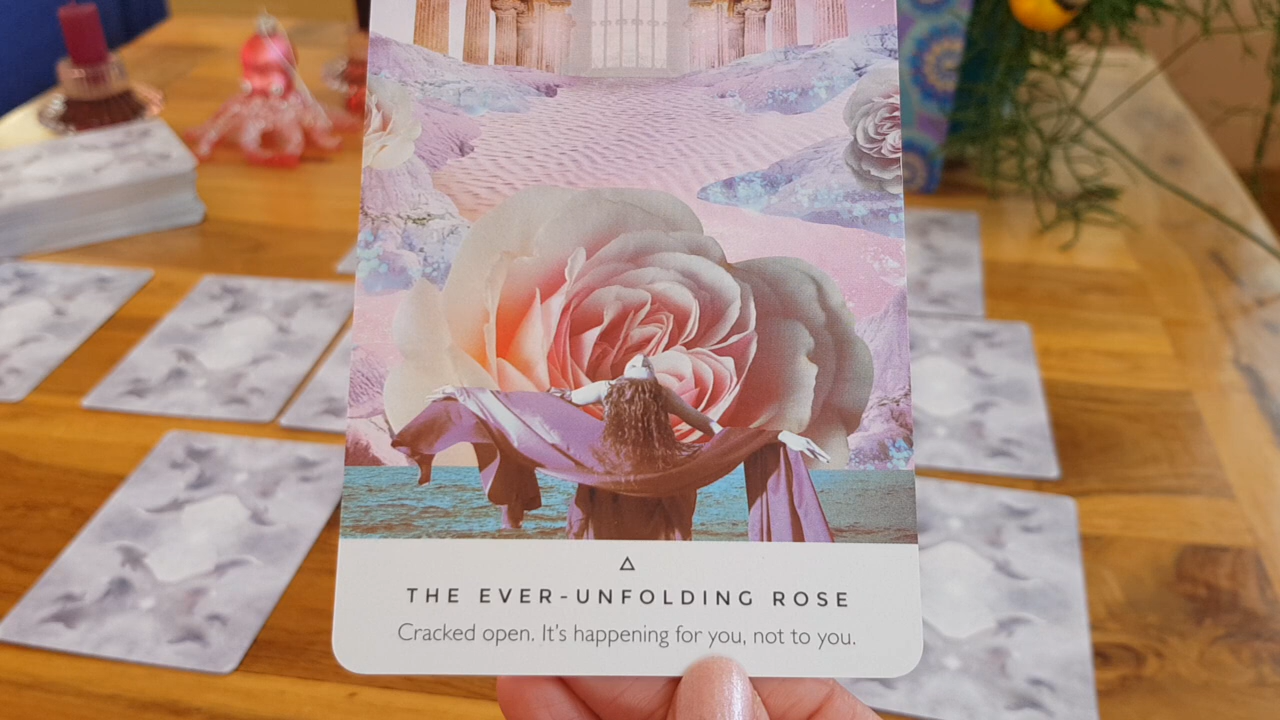 THE EVER-UNFOLDING ROSE
Cracked open. It's happening for you, not to you.